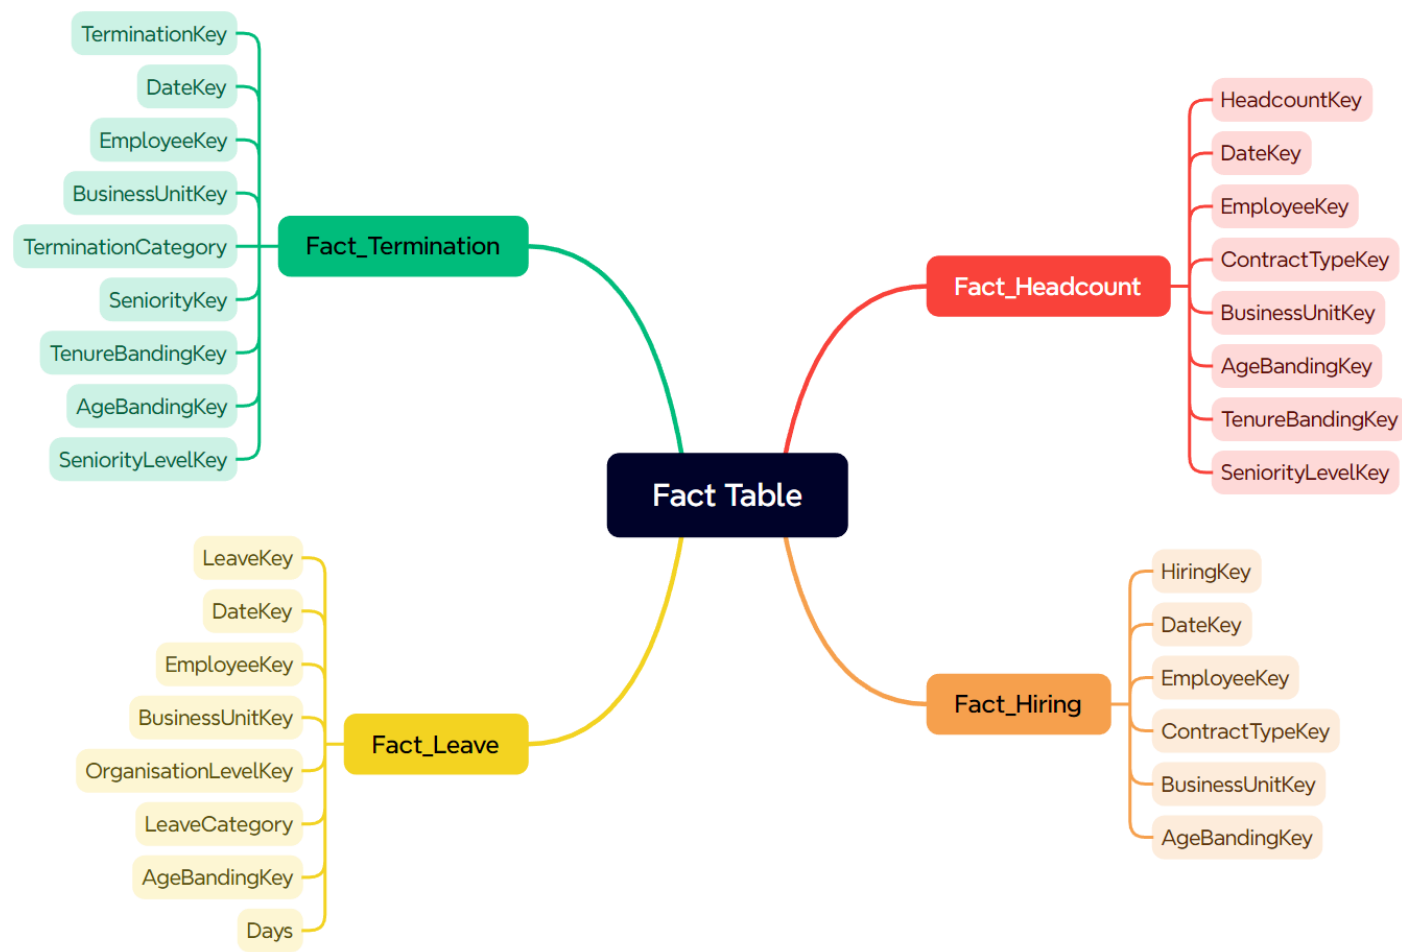 Fact Table
Fact_Termination
TerminationKey
DateKey
EmployeeKey
BusinessUnitKey
TerminationCategory
SeniorityKey
TenureBandingKey
AgeBandingKey
SeniorityLevelKey
Fact_Headcount
HeadcountKey
DateKey
EmployeeKey
ContractTypeKey
BusinessUnitKey
AgeBandingKey
TenureBandingKey
SeniorityLevelKey
Fact_Leave
LeaveKey
DateKey
EmployeeKey
BusinessUnitKey
OrganisationLevelKey
LeaveCategory
AgeBandingKey
Days
Fact_Hiring
HiringKey
DateKey
EmployeeKey
ContractTypeKey
BusinessUnitKey
AgeBandingKey